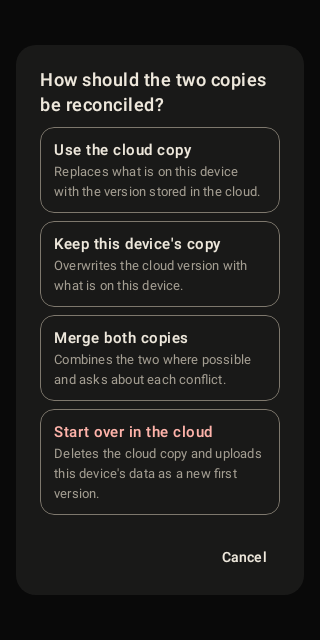 How should the two copies
be reconciled?
Use the cloud copy
Replaces what is on this device
with the version stored in the cloud.
Keep this device's copy
Overwrites the cloud version with
what is on this device.
Merge both copies
Combines the two where possible
and asks about each conflict.
Start over in the cloud
Deletes the cloud copy and uploads
this device's data as a new first
version.
Cancel